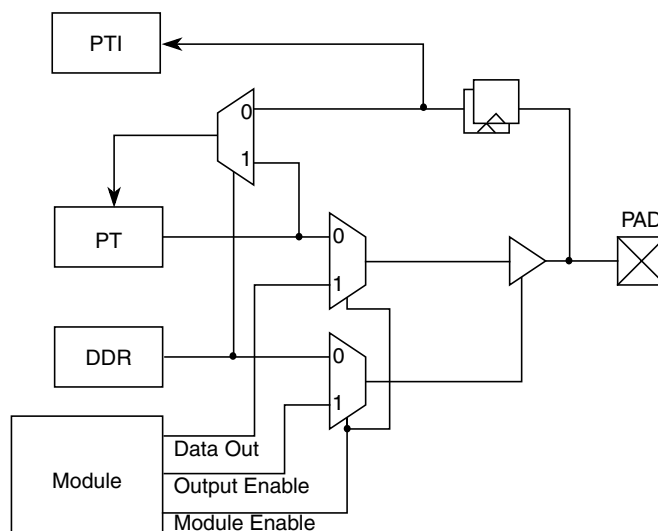 PTI
0
1
PAD
PT
0
1
DDR
0
1
Data Out
Module
Output Enable
Module Enable